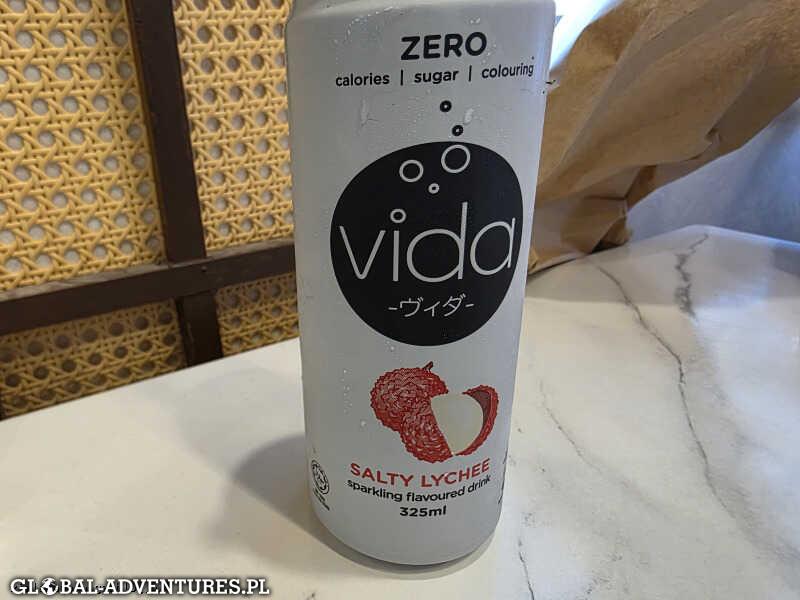 ZERO
calories | sugar | colouring
vida
-ヴィダ-
SALTY LYCHEE
sparkling flavoured drink
325ml
GLOBAL-ADVENTURES.PL